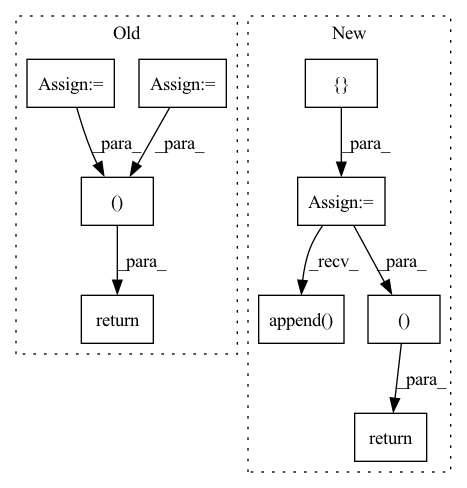 Old
New
Assign:=
Assign:=
{}
_para_
_para_
_para_
()
Assign:=
_para_
_recv_
_para_
return
append()
()
_para_
return